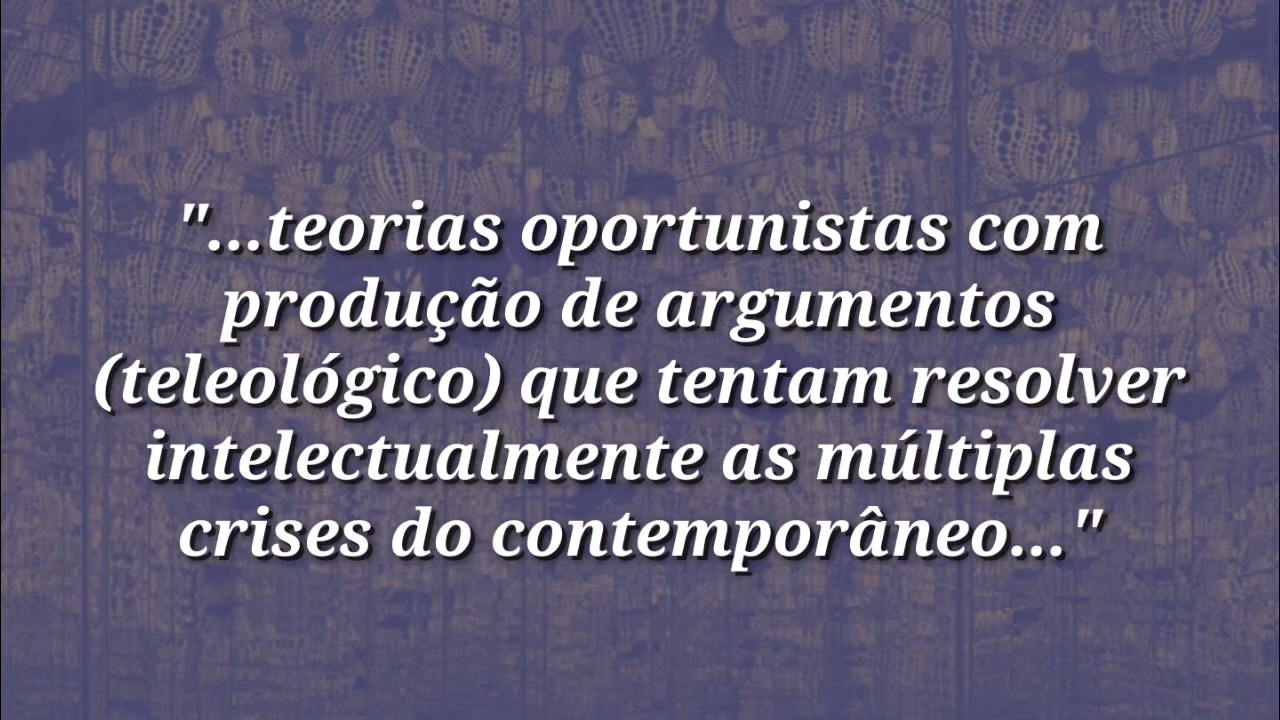 "...teorias oportunistas com
produção de argumentos
(teleológico) que tentam resolver
intelectualmente as múltiplas
crises do contemporâneo..."